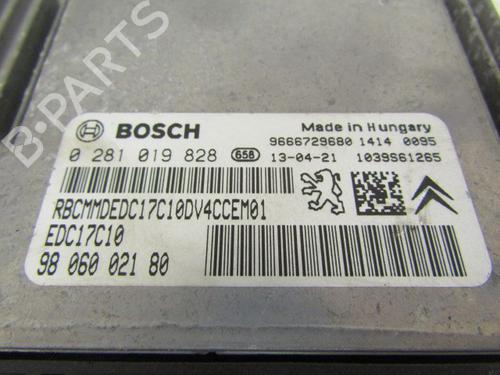 BOSCH
Made in Hungary
9666729680 1414 0095
0 281 019 828 658 13-04-21 1039S61265
RBCMMDEDC17C10DV4CCEM01
EDC17C10
98 060 021 80
B-PARTS